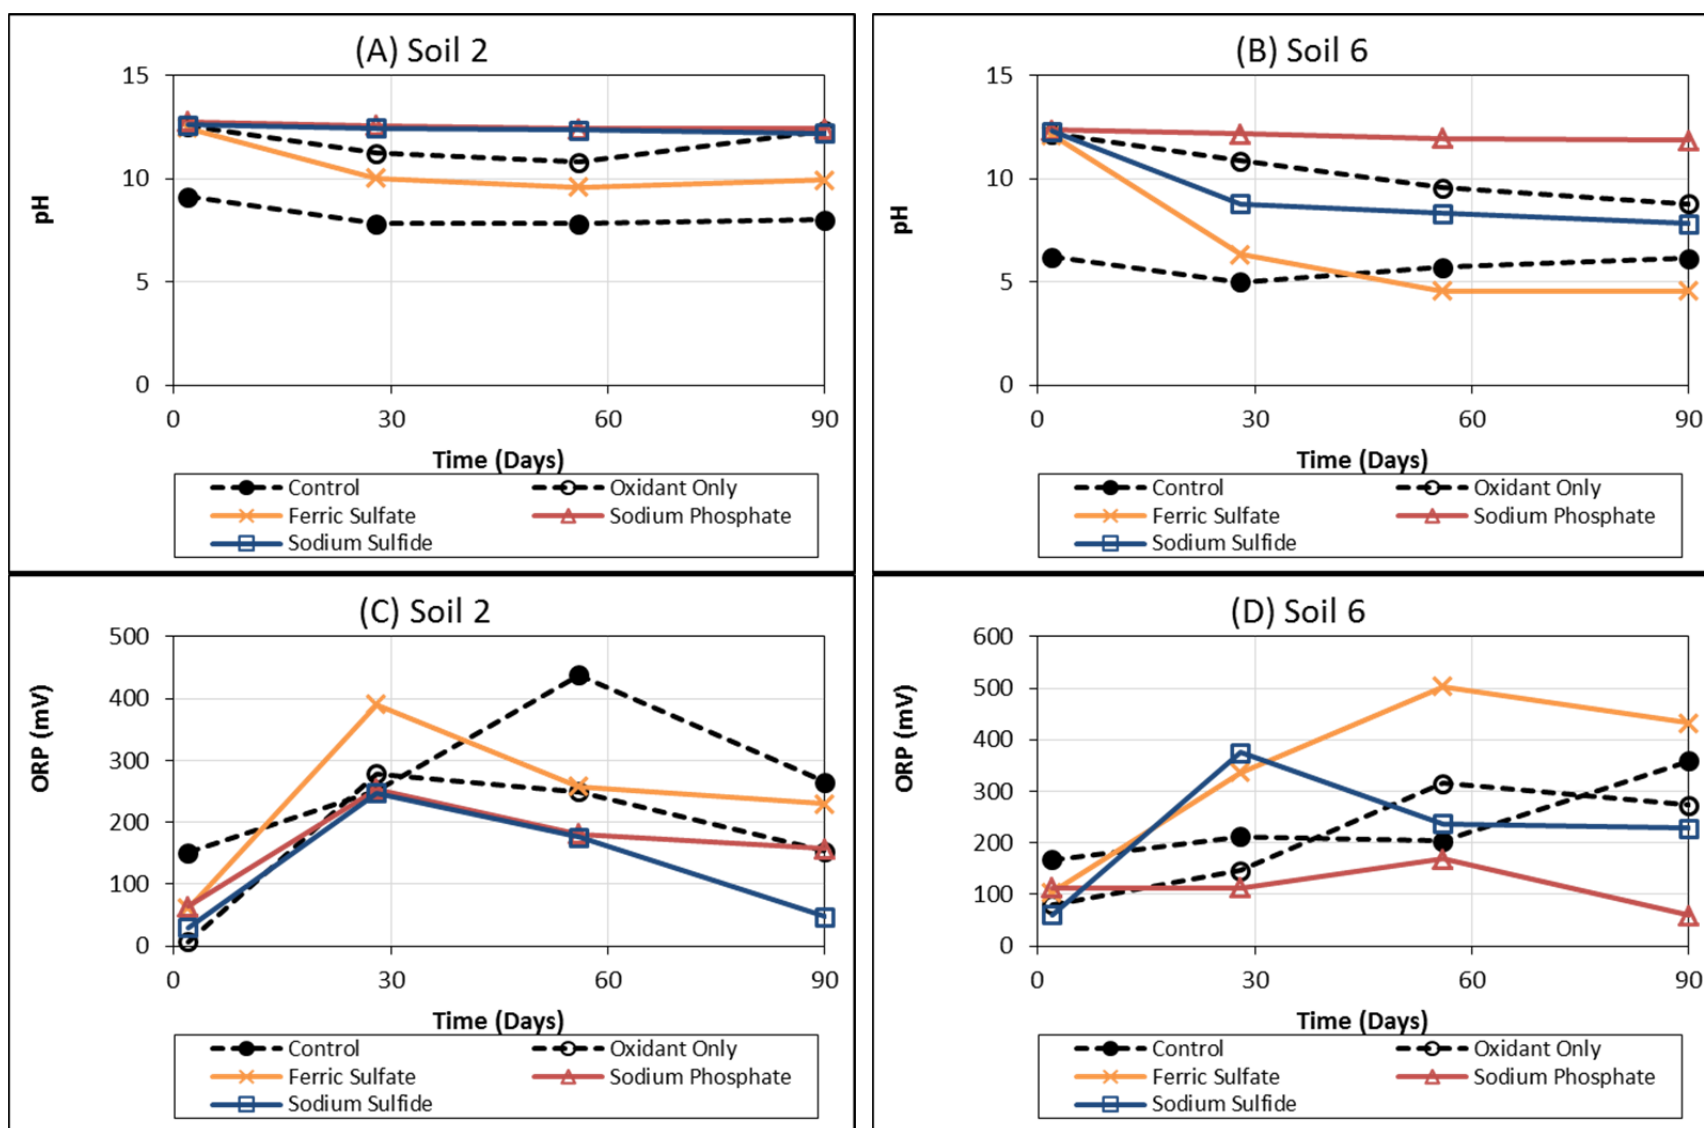 (A) Soil 2
15
10
5
0
pH
0 30 60 90
Time (Days)
Control Oxidant Only
Ferric Sulfate Sodium Phosphate
Sodium Sulfide
(B) Soil 6
15
10
5
0
pH
0 30 60 90
Time (Days)
Control Oxidant Only
Ferric Sulfate Sodium Phosphate
Sodium Sulfide
(C) Soil 2
500
400
300
200
100
0
ORP (mV)
0 30 60 90
Time (Days)
Control Oxidant Only
Ferric Sulfate Sodium Phosphate
Sodium Sulfide
(D) Soil 6
600
500
400
300
200
100
0
ORP (mV)
0 30 60 90
Time (Days)
Control Oxidant Only
Ferric Sulfate Sodium Phosphate
Sodium Sulfide